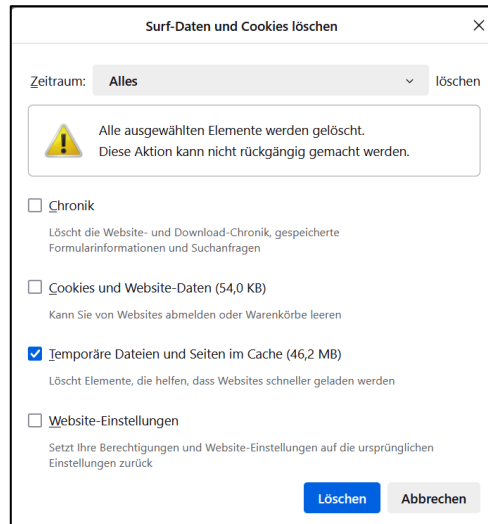 Surf-Daten und Cookies löschen
Zeitraum: Alles löschen
Alle ausgewählten Elemente werden gelöscht.
Diese Aktion kann nicht rückgängig gemacht werden.
Chronik
Löscht die Website- und Download-Chronik, gespeicherte
Formularinformationen und Suchanfragen
Cookies und Website-Daten (54,0 KB)
Kann Sie von Websites abmelden oder Warenkörbe leeren
Temporäre Dateien und Seiten im Cache (46,2 MB)
Löscht Elemente, die helfen, dass Websites schneller geladen werden
Website-Einstellungen
Setzt Ihre Berechtigungen und Website-Einstellungen auf die ursprünglichen
Einstellungen zurück
Löschen Abbrechen